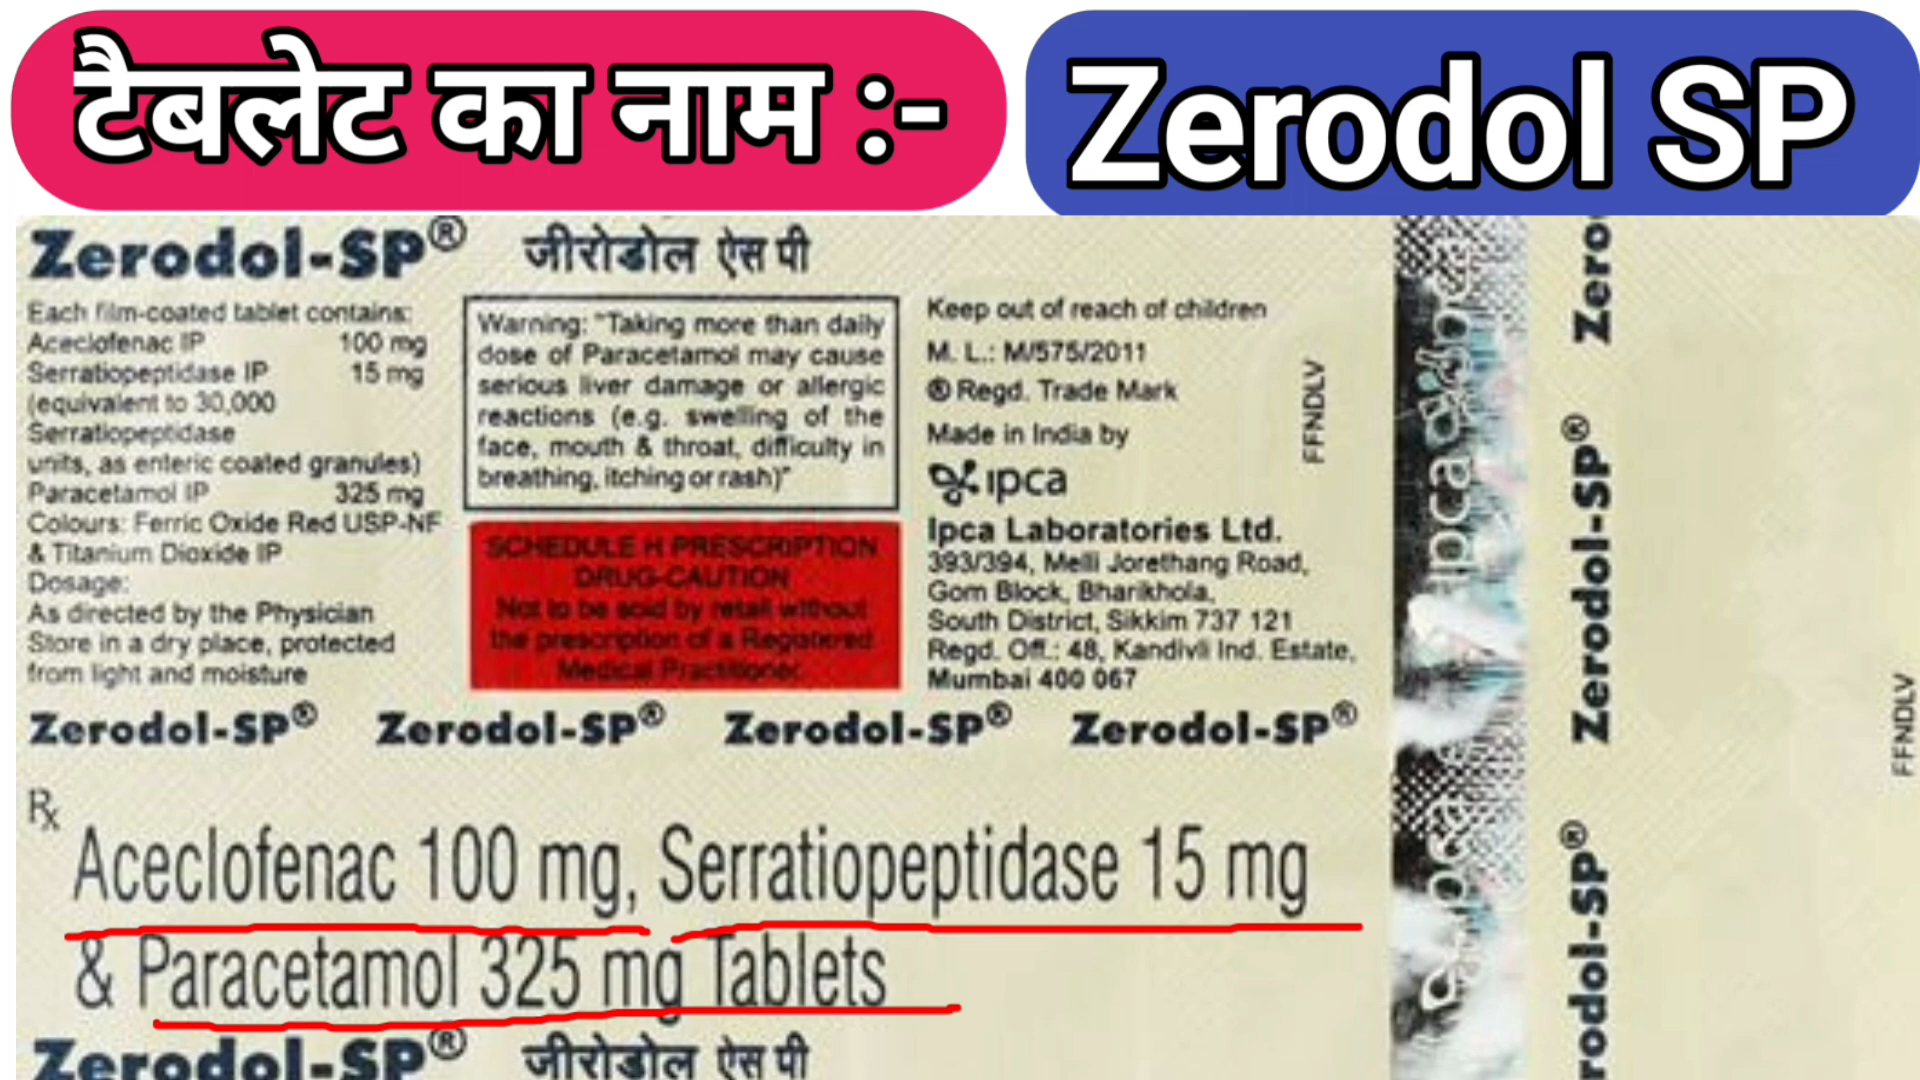 टैबलेट का नाम :-
Zerodol SP
Zerodol-SP® जीरोडोल ऐस पी
Each film-coated tablet contains:
Aceclofenac IP 100 mg
Serratiopeptidase IP 15 mg
(equivalent to 30,000
Serratiopeptidase
units, as enteric coated granules)
Paracetamol IP 325 mg
Colours: Ferric Oxide Red USP-NF
& Titanium Dioxide IP
Dosage:
As directed by the Physician
Store in a dry place, protected
from light and moisture
Warning: "Taking more than daily
dose of Paracetamol may cause
serious liver damage or allergic
reactions (e.g. swelling of the
face, mouth & throat, difficulty in
breathing, itching or rash)"
SCHEDULE H PRESCRIPTION
DRUG-CAUTION
Not to be sold by retail without
the prescription of a Registered
Medical Practitioner.
Keep out of reach of children
M. L.: M/575/2011
® Regd. Trade Mark
Made in India by
ipca
Ipca Laboratories Ltd.
393/394, Melli Jorethang Road,
Gom Block, Bharikhola,
South District, Sikkim 737 121
Regd. Off.: 48, Kandivli Ind. Estate,
Mumbai 400 067
FFNDLV
Zerodol-SP® Zerodol-SP® Zerodol-SP® Zerodol-SP®
Rx
Aceclofenac 100 mg, Serratiopeptidase 15 mg
& Paracetamol 325 mg Tablets
Zerodol-SP® जीरोडोल ऐस पी
ipca
ipca
Zero
Zerodol-SP®
rodol-SP®
FFNDLV